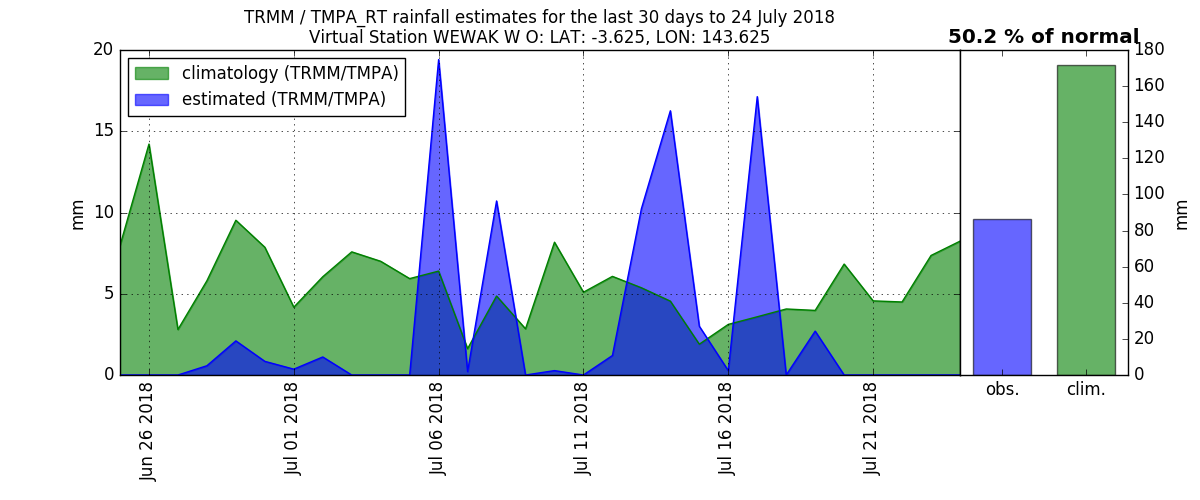 TRMM / TMPA_RT rainfall estimates for the last 30 days to 24 July 2018
Virtual Station WEWAK W O: LAT: -3.625, LON: 143.625
50.2 % of normal
climatology (TRMM/TMPA)
estimated (TRMM/TMPA)
20
15
10
5
0
mm
Jun 26 2018
Jul 01 2018
Jul 06 2018
Jul 11 2018
Jul 16 2018
Jul 21 2018
obs.
clim.
180
160
140
120
100
80
60
40
20
0
mm